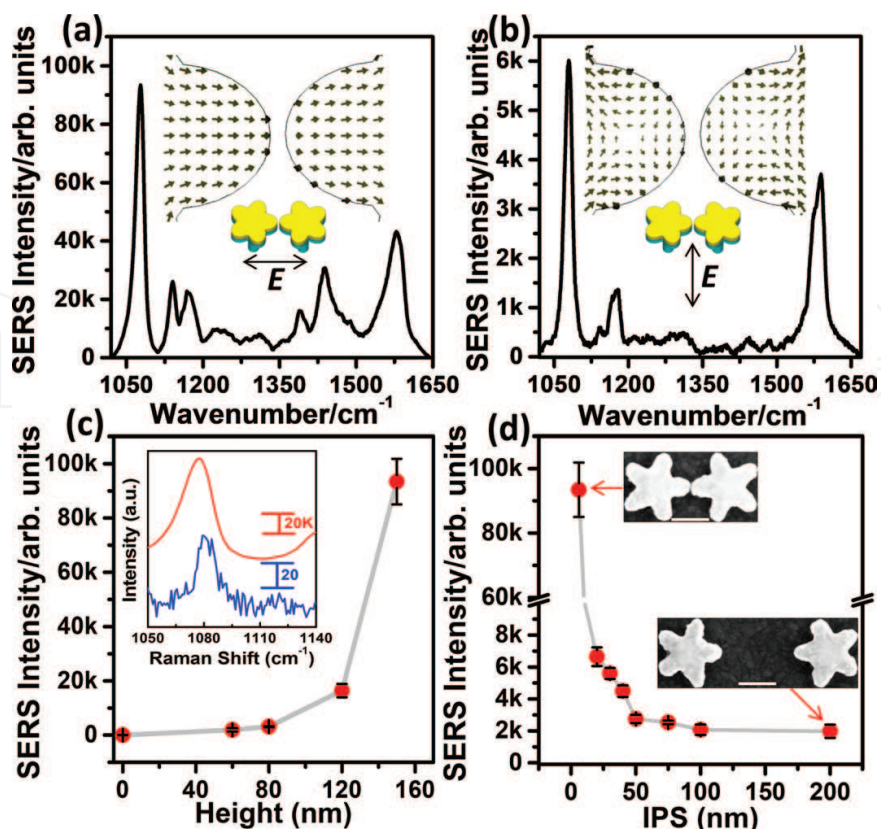 (a)
SERS Intensity/arb. units
100k
80k
60k
40k
20k
0
E
1050 1200 1350 1500 1650
Wavenumber/cm-1
(b)
SERS Intensity/arb. units
6k
5k
4k
3k
2k
1k
0
E
1050 1200 1350 1500 1650
Wavenumber/cm-1
(c)
SERS Intensity/arb. units
100k
80k
60k
40k
20k
0
Intensity (a.u.)
20K
20
1050 1080 1110 1140
Raman Shift (cm-1)
0 40 80 120 160
Height (nm)
(d)
SERS Intensity/arb. units
100k
80k
60k
8k
6k
4k
2k
0
0 50 100 150 200
IPS (nm)